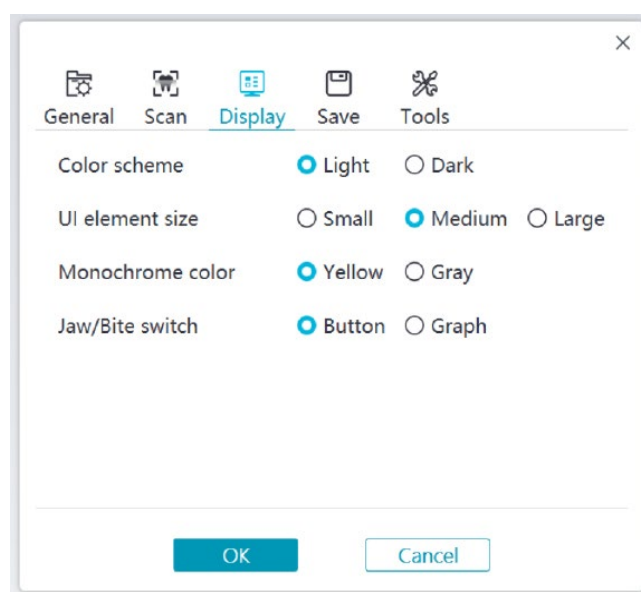 General Scan Display Save Tools
Color scheme Light Dark
UI element size Small Medium Large
Monochrome color Yellow Gray
Jaw/Bite switch Button Graph
OK Cancel